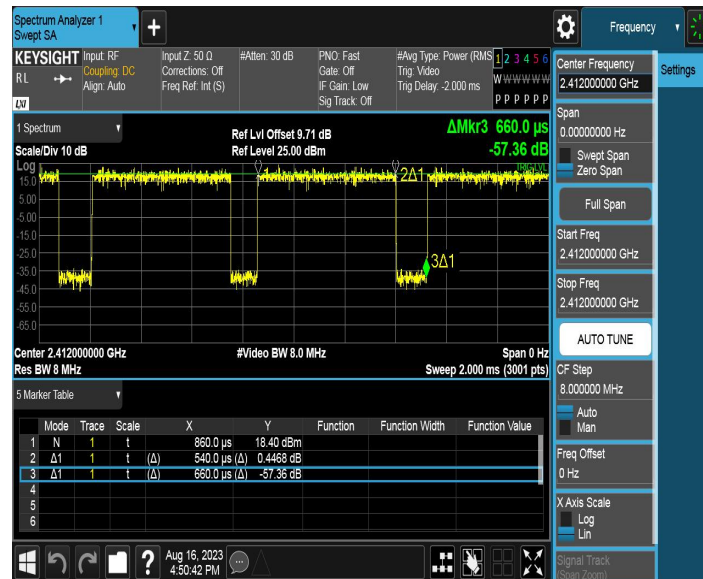 Spectrum Analyzer 1
Swept SA
Frequency
KEYSIGHT
RL
LXI
Input: RF
Coupling: DC
Align: Auto
Input Z: 50 Ω
Corrections: Off
Freq Ref: Int (S)
#Atten: 30 dB
PNO: Fast
Gate: Off
IF Gain: Low
Sig Track: Off
#Avg Type: Power (RMS
Trig: Video
Trig Delay: -2.000 ms
1 2 3 4 5 6
W W W W W W
P P P P P P
1 Spectrum
Scale/Div 10 dB
Log
Ref Lvl Offset 9.71 dB
Ref Level 25.00 dBm
ΔMkr3 660.0 µs
-57.36 dB
15.0
5.00
-5.00
-15.0
-25.0
-35.0
-45.0
-55.0
-65.0
1
2Δ1
3Δ1
Center 2.412000000 GHz
Res BW 8 MHz
#Video BW 8.0 MHz
Span 0 Hz
Sweep 2.000 ms (3001 pts)
5 Marker Table
Mode Trace Scale X Y Function Function Width Function Value
1 N 1 t 860.0 µs 18.40 dBm
2 Δ1 1 t (Δ) 540.0 µs (Δ) 0.4468 dB
3 Δ1 1 t (Δ) 660.0 µs (Δ) -57.36 dB
4
5
6
Aug 16, 2023
4:50:42 PM
Center Frequency
2.412000000 GHz
Settings
Span
0.00000000 Hz
Swept Span
Zero Span
Full Span
Start Freq
2.412000000 GHz
Stop Freq
2.412000000 GHz
AUTO TUNE
CF Step
8.000000 MHz
Auto
Man
Freq Offset
0 Hz
X Axis Scale
Log
Lin
Signal Track
(Span Zoom)